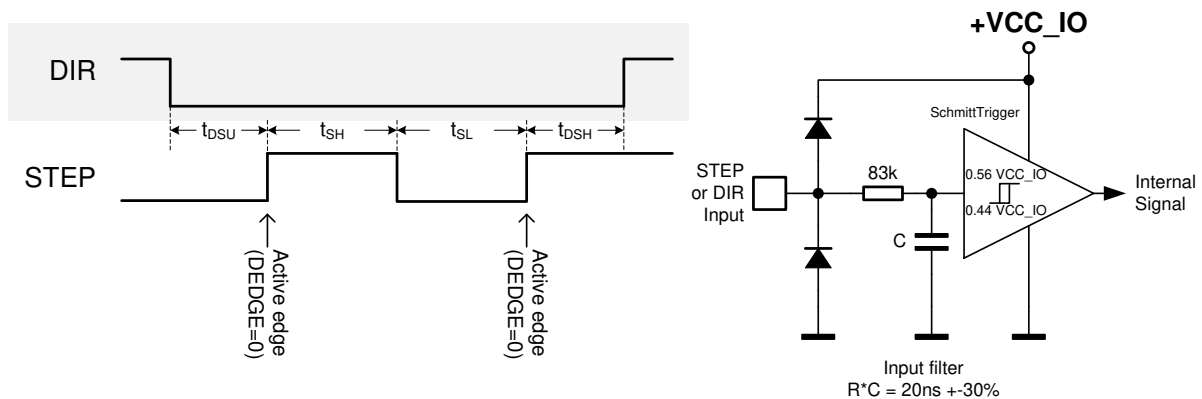 DIR
tDSU
tSH
tSL
tDSH
STEP
Active edge
(DEDGE=0)
Active edge
(DEDGE=0)
+VCC_IO
SchmittTrigger
83k
0.56 VCC_IO
0.44 VCC_IO
STEP
or DIR
Input
C
Internal
Signal
Input filter
R*C = 20ns +-30%